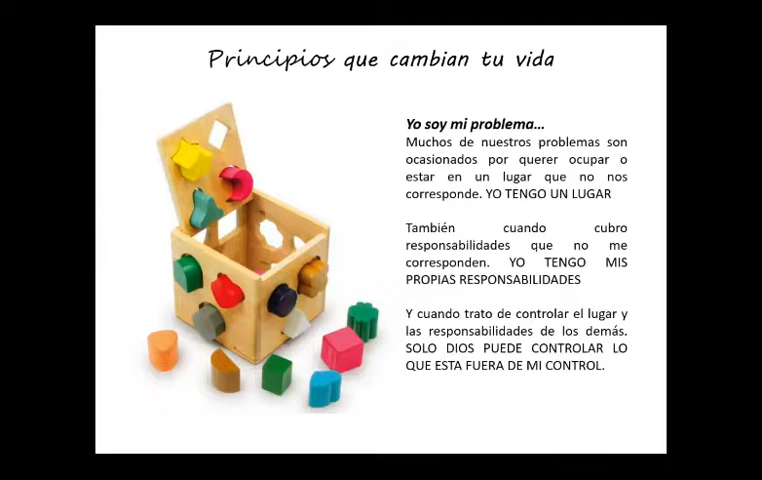 Principios que cambian tu vida
Yo soy mi problema...
Muchos de nuestros problemas son
ocasionados por querer ocupar o
estar en un lugar que no nos
corresponde. YO TENGO UN LUGAR
También cuando cubro
responsabilidades que no me
corresponden. YO TENGO MIS
PROPIAS RESPONSABILIDADES
Y cuando trato de controlar el lugar y
las responsabilidades de los demás.
SOLO DIOS PUEDE CONTROLAR LO
QUE ESTA FUERA DE MI CONTROL.